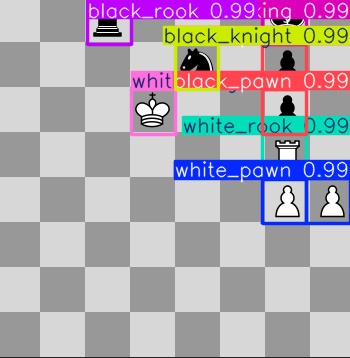 black_rook 0.99 ing 0.99
black_knight 0.99
whit black_pawn 0.99
white_rook 0.99
white_pawn 0.99